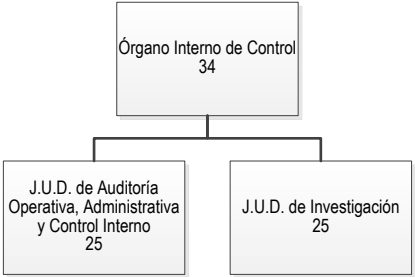 Órgano Interno de Control
34
J.U.D. de Auditoría
Operativa, Administrativa
y Control Interno
25
J.U.D. de Investigación
25